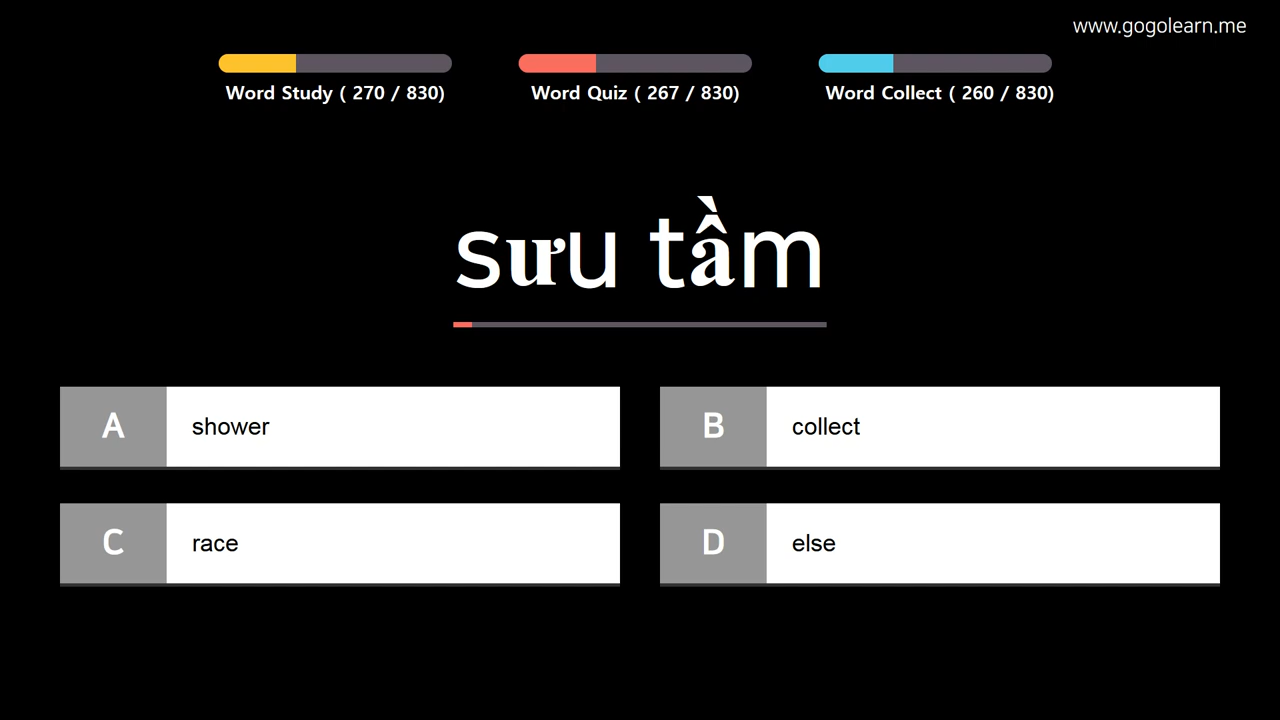 www.gogolearn.me
Word Study ( 270 / 830)
Word Quiz ( 267 / 830)
Word Collect ( 260 / 830)
sưu tầm
A
shower
B
collect
C
race
D
else